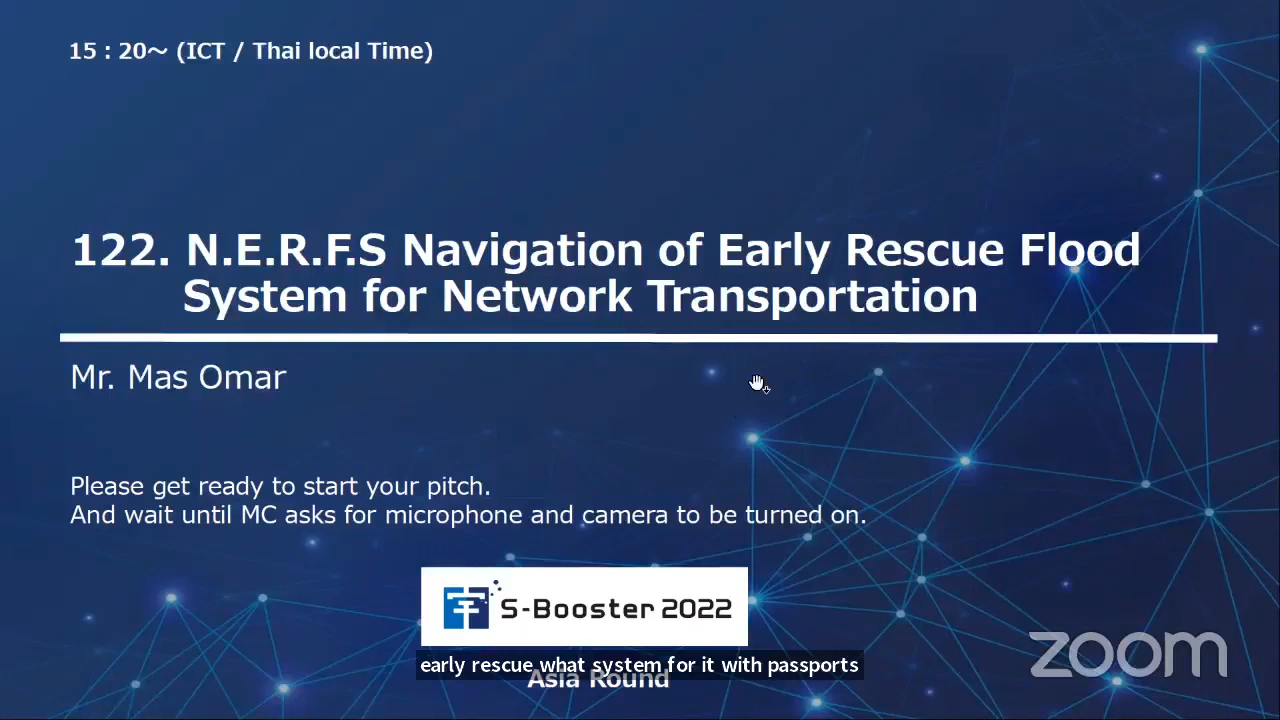 15 : 20～ (ICT / Thai local Time)
122. N.E.R.F.S Navigation of Early Rescue Flood
System for Network Transportation
Mr. Mas Omar
Please get ready to start your pitch.
And wait until MC asks for microphone and camera to be turned on.
S-Booster 2022
early rescue what system for it with passports
Asia Round
zoom